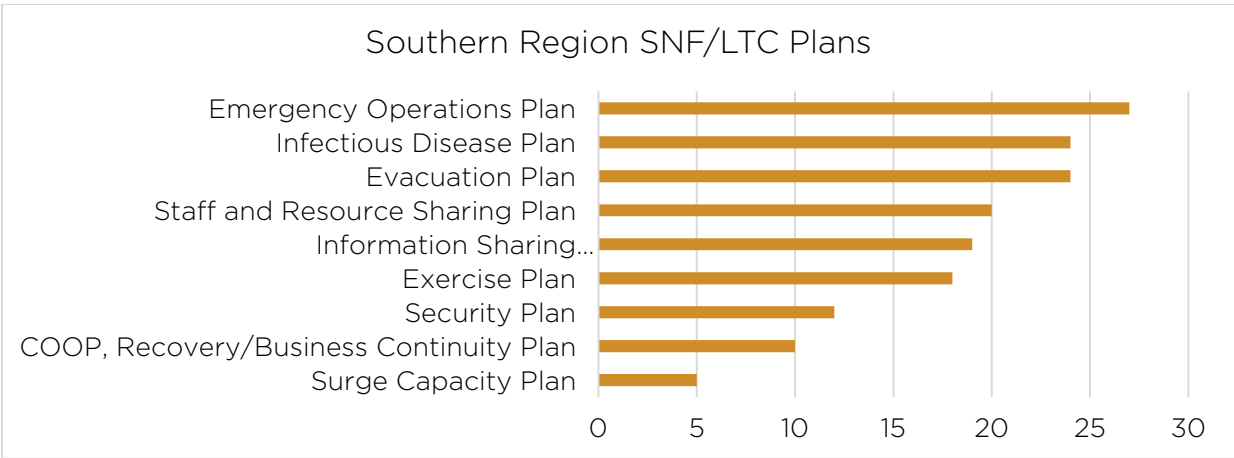 Southern Region SNF/LTC Plans
Emergency Operations Plan
Infectious Disease Plan
Evacuation Plan
Staff and Resource Sharing Plan
Information Sharing...
Exercise Plan
Security Plan
COOP, Recovery/Business Continuity Plan
Surge Capacity Plan
0 5 10 15 20 25 30